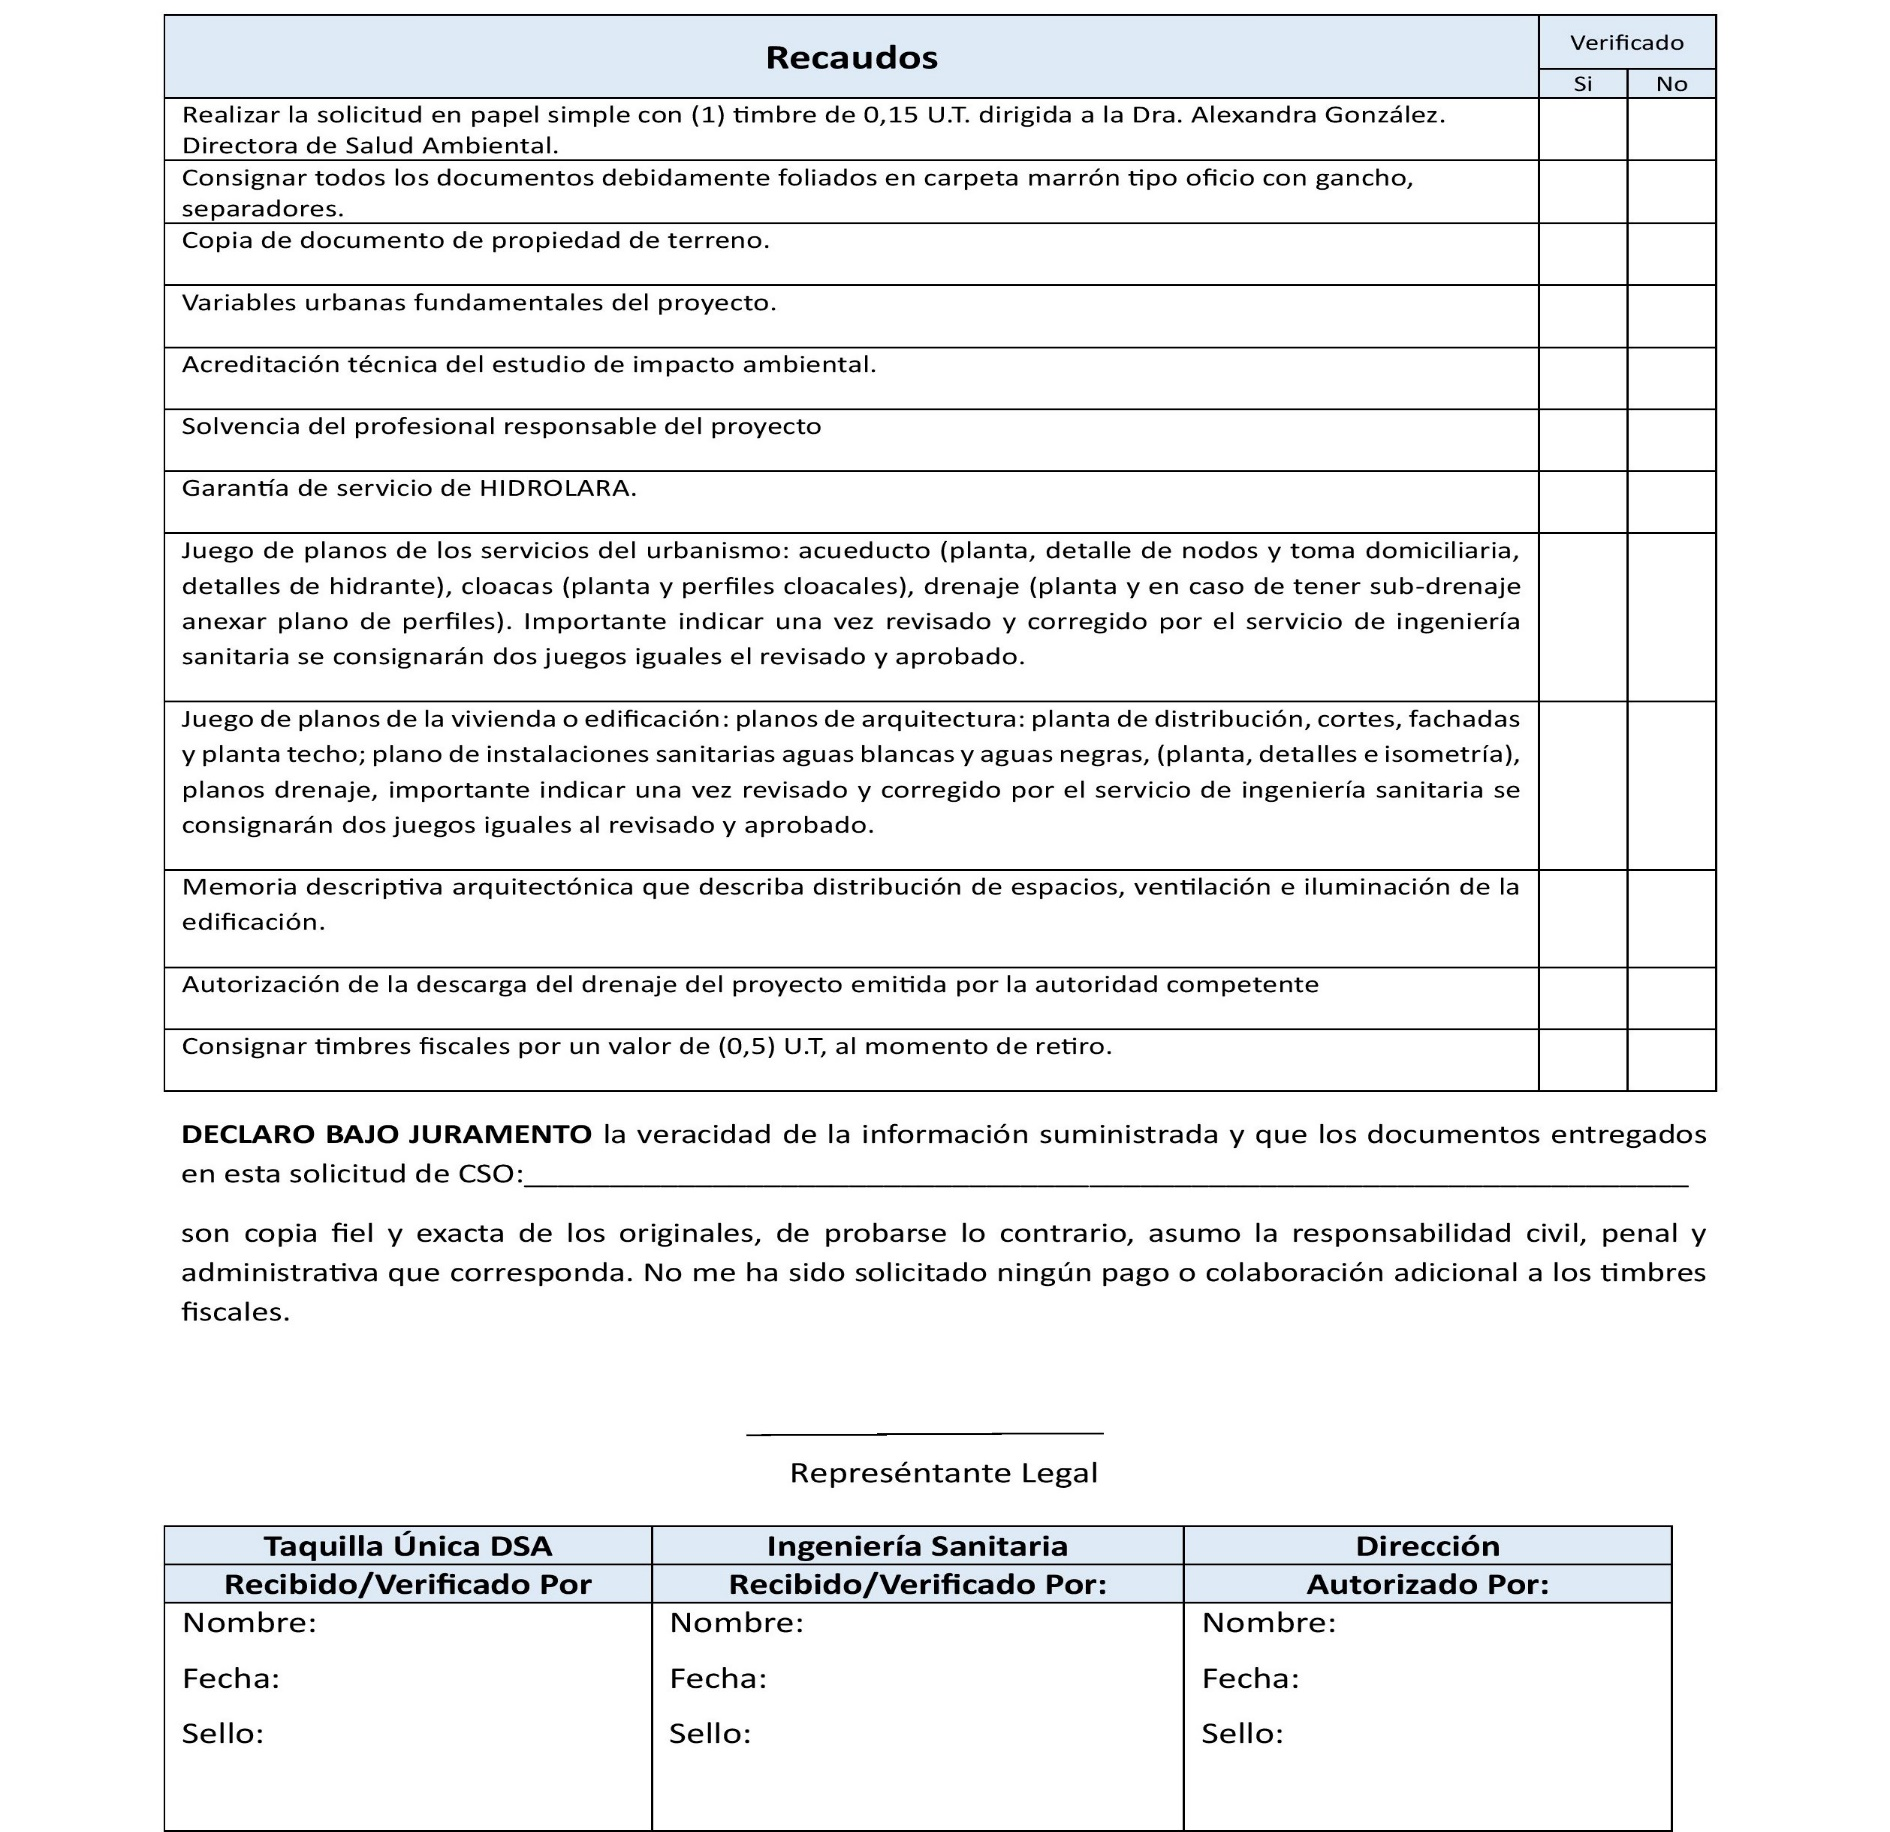 Recaudos
Verificado
Si No
Realizar la solicitud en papel simple con (1) timbre de 0,15 U.T. dirigida a la Dra. Alexandra González.
Directora de Salud Ambiental.
Consignar todos los documentos debidamente foliados en carpeta marrón tipo oficio con gancho,
separadores.
Copia de documento de propiedad de terreno.
Variables urbanas fundamentales del proyecto.
Acreditación técnica del estudio de impacto ambiental.
Solvencia del profesional responsable del proyecto
Garantía de servicio de HIDROLARA.
Juego de planos de los servicios del urbanismo: acueducto (planta, detalle de nodos y toma domiciliaria,
detalles de hidrante), cloacas (planta y perfiles cloacales), drenaje (planta y en caso de tener sub-drenaje
anexar plano de perfiles). Importante indicar una vez revisado y corregido por el servicio de ingeniería
sanitaria se consignarán dos juegos iguales el revisado y aprobado.
Juego de planos de la vivienda o edificación: planos de arquitectura: planta de distribución, cortes, fachadas
y planta techo; plano de instalaciones sanitarias aguas blancas y aguas negras, (planta, detalles e isometría),
planos drenaje, importante indicar una vez revisado y corregido por el servicio de ingeniería sanitaria se
consignarán dos juegos iguales al revisado y aprobado.
Memoria descriptiva arquitectónica que describa distribución de espacios, ventilación e iluminación de la
edificación.
Autorización de la descarga del drenaje del proyecto emitida por la autoridad competente
Consignar timbres fiscales por un valor de (0,5) U.T, al momento de retiro.
DECLARO BAJO JURAMENTO la veracidad de la información suministrada y que los documentos entregados
en esta solicitud de CSO:
son copia fiel y exacta de los originales, de probarse lo contrario, asumo la responsabilidad civil, penal y
administrativa que corresponda. No me ha sido solicitado ningún pago o colaboración adicional a los timbres
fiscales.
Represéntante Legal
Taquilla Única DSA Ingeniería Sanitaria Dirección
Recibido/Verificado Por Recibido/Verificado Por: Autorizado Por:
Nombre: Nombre: Nombre:
Fecha: Fecha: Fecha:
Sello: Sello: Sello: